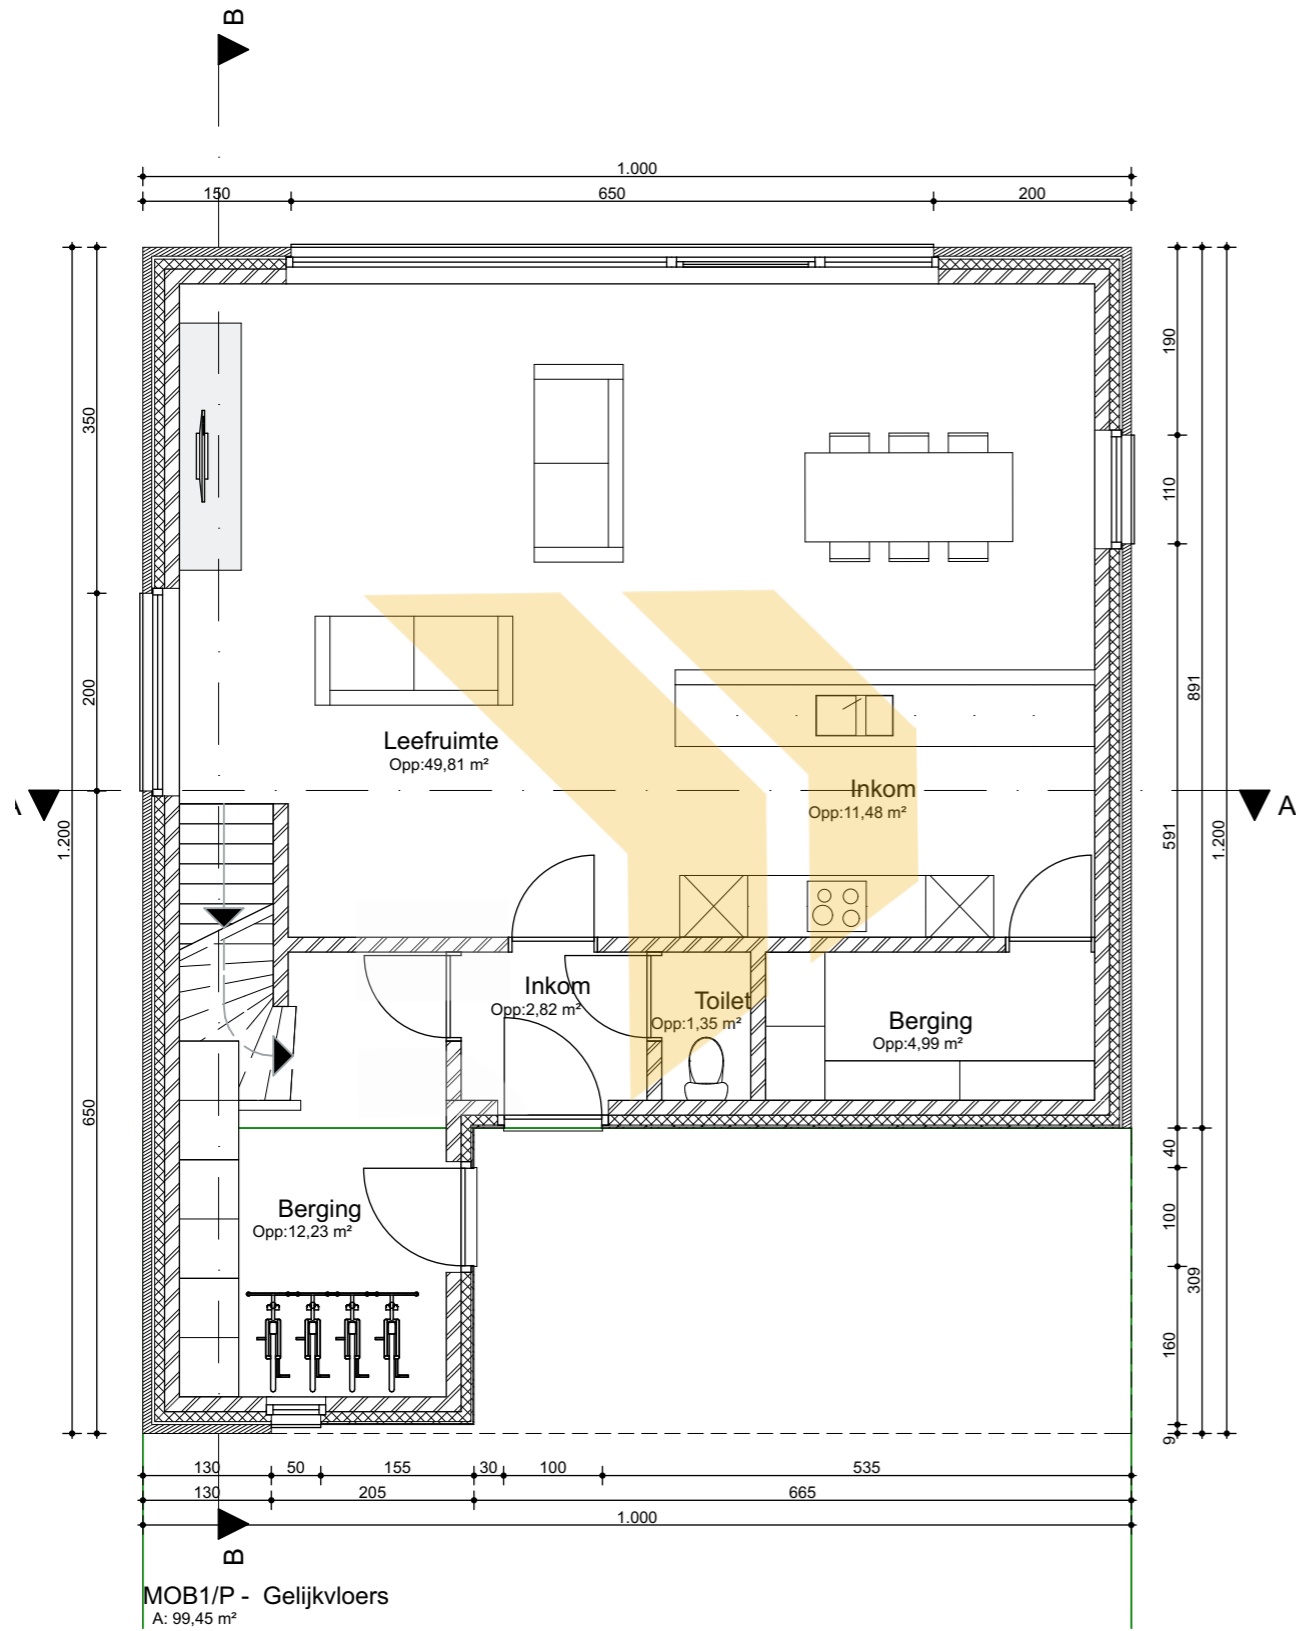 B
1.000
150
650
200
190
350
110
200
891
Leefruimte
Opp:49,81 m²
Inkom
Opp:11,48 m²
A
1.200
591
1.200
Inkom
Opp:2,82 m²
Toilet
Opp:1,35 m²
Berging
Opp:4,99 m²
650
40
Berging
Opp:12,23 m²
100
309
160
9
130
50
155
30
100
535
130
205
665
1.000
B
MOB1/P - Gelijkvloers
A: 99,45 m²